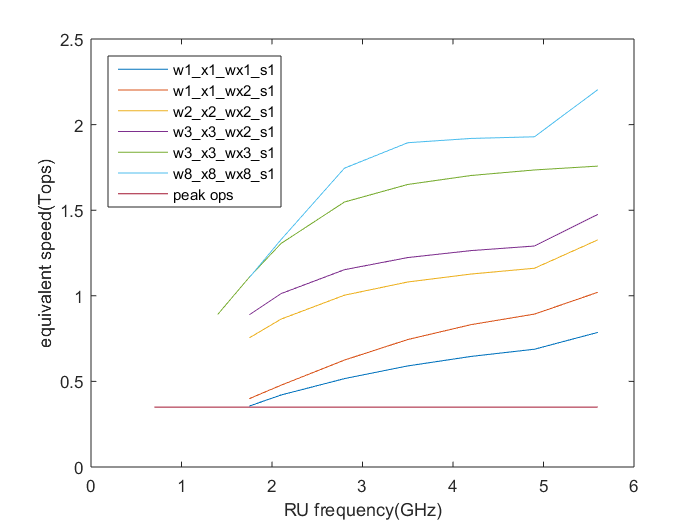 2.5
2
1.5
1
0.5
0
equivalent speed(Tops)
w1_x1_wx1_s1
w1_x1_wx2_s1
w2_x2_wx2_s1
w3_x3_wx2_s1
w3_x3_wx3_s1
w8_x8_wx8_s1
peak ops
0 1 2 3 4 5 6
RU frequency(GHz)